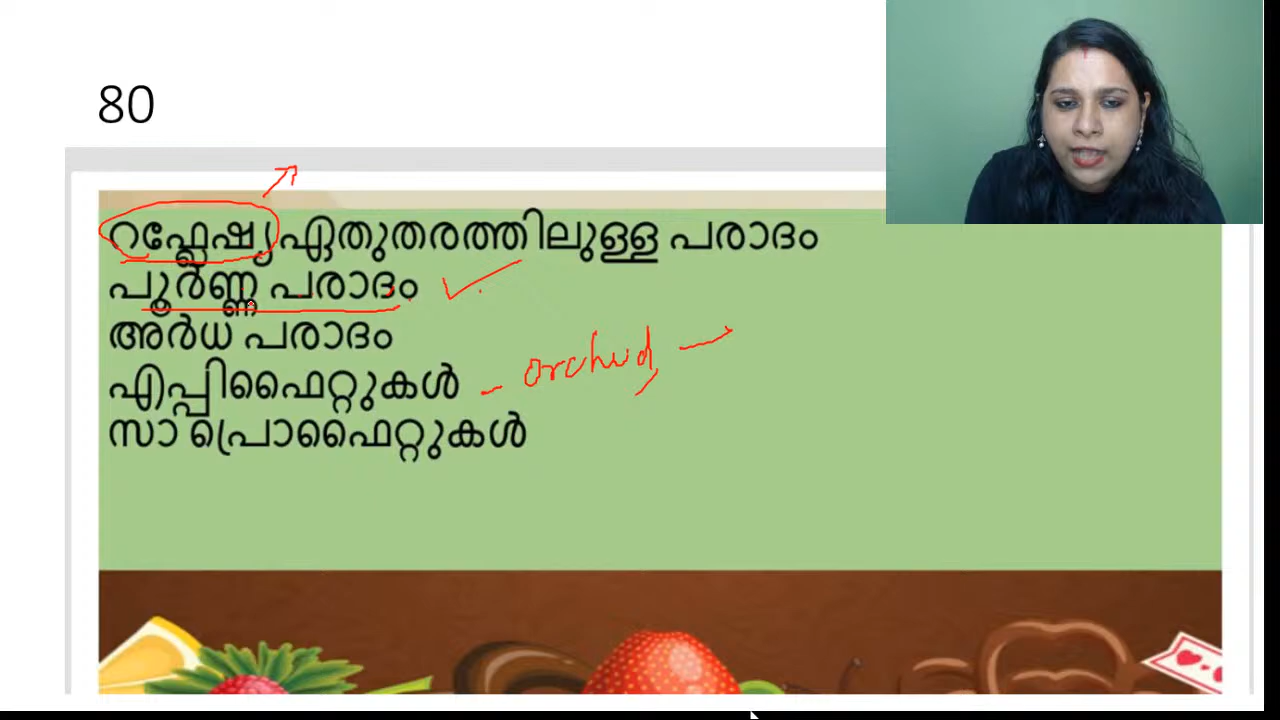 80
റഫ്ലേഷ്യ ഏതുതരത്തിലുള്ള പരാദം
പൂർണ്ണ പരാദം
അർധ പരാദം
എപ്പിഫൈറ്റുകൾ - orchid,
സാ പ്രൊഫൈറ്റുകൾ